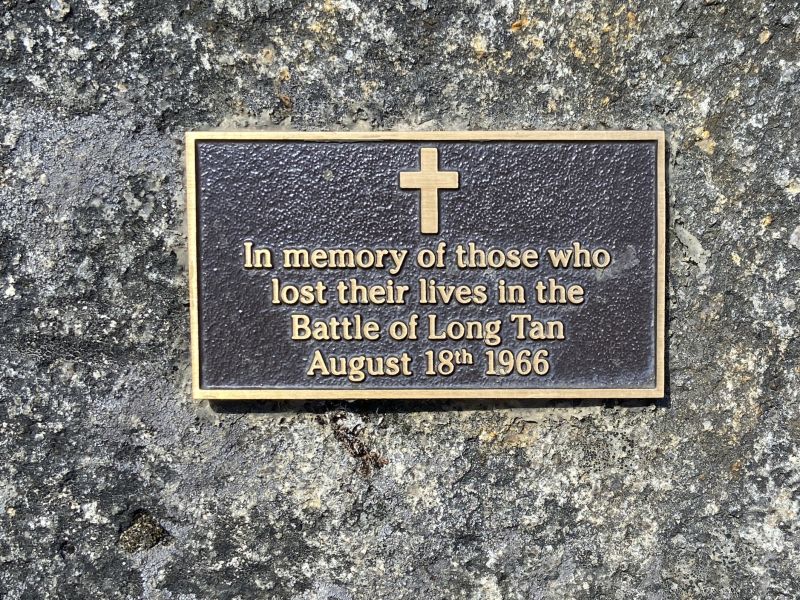 In memory of those who
lost their lives in the
Battle of Long Tan
August 18th 1966